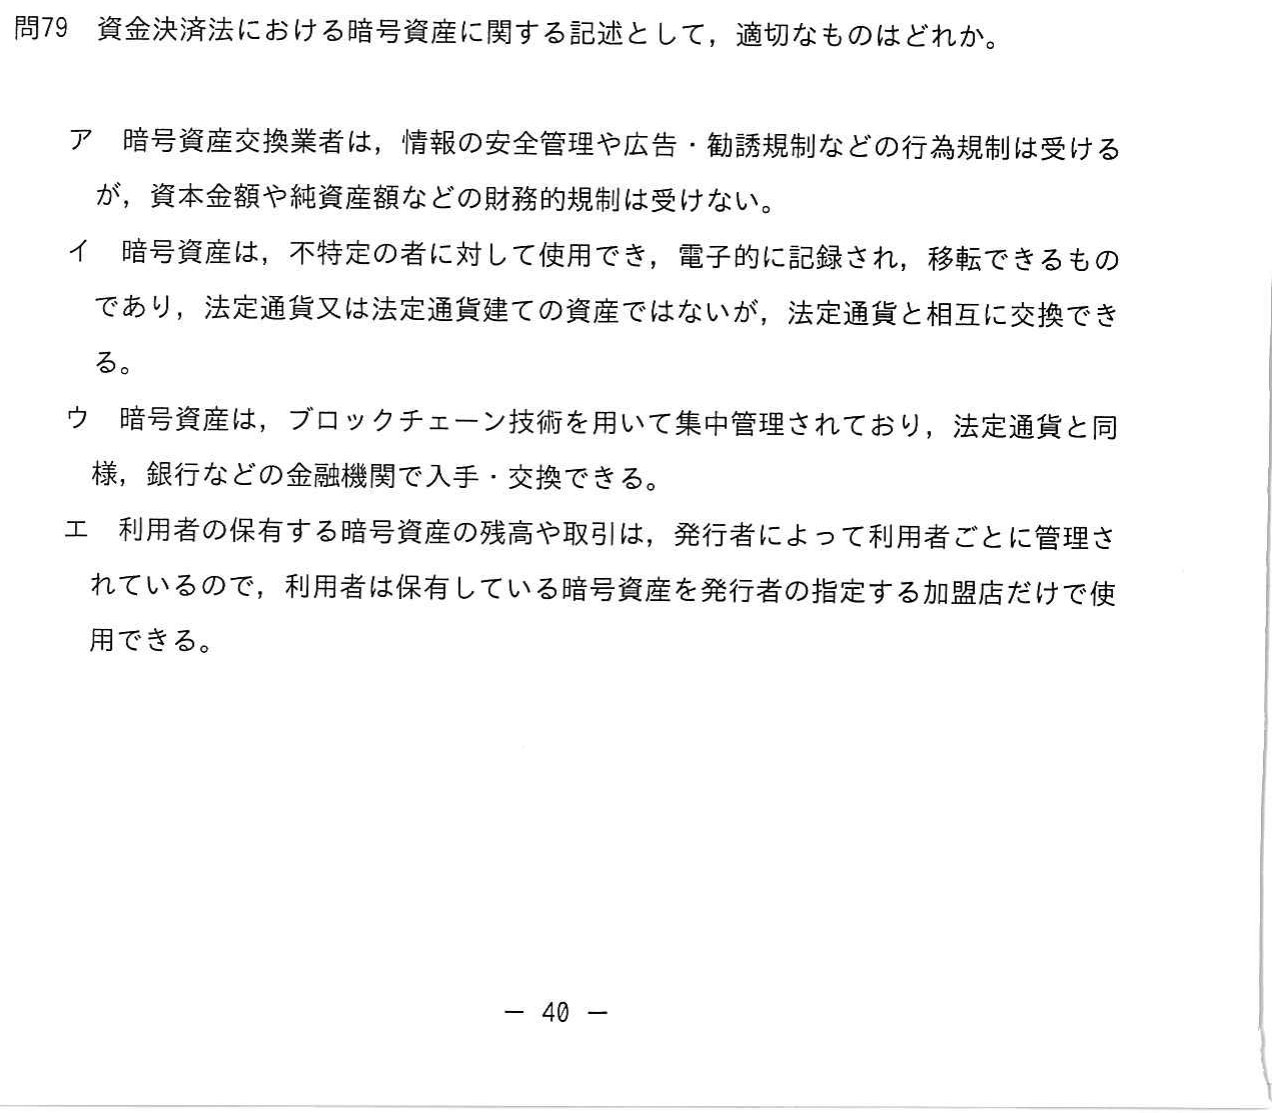 問79　資金決済法における暗号資産に関する記述として，適切なものはどれか。
ア　暗号資産交換業者は，情報の安全管理や広告・勧誘規制などの行為規制は受ける
が，資本金額や純資産額などの財務的規制は受けない。
イ　暗号資産は，不特定の者に対して使用でき，電子的に記録され，移転できるもの
であり，法定通貨又は法定通貨建ての資産ではないが，法定通貨と相互に交換でき
る。
ウ　暗号資産は，ブロックチェーン技術を用いて集中管理されており，法定通貨と同
様，銀行などの金融機関で入手・交換できる。
エ　利用者の保有する暗号資産の残高や取引は，発行者によって利用者ごとに管理さ
れているので，利用者は保有している暗号資産を発行者の指定する加盟店だけで使
用できる。
― 40 ―